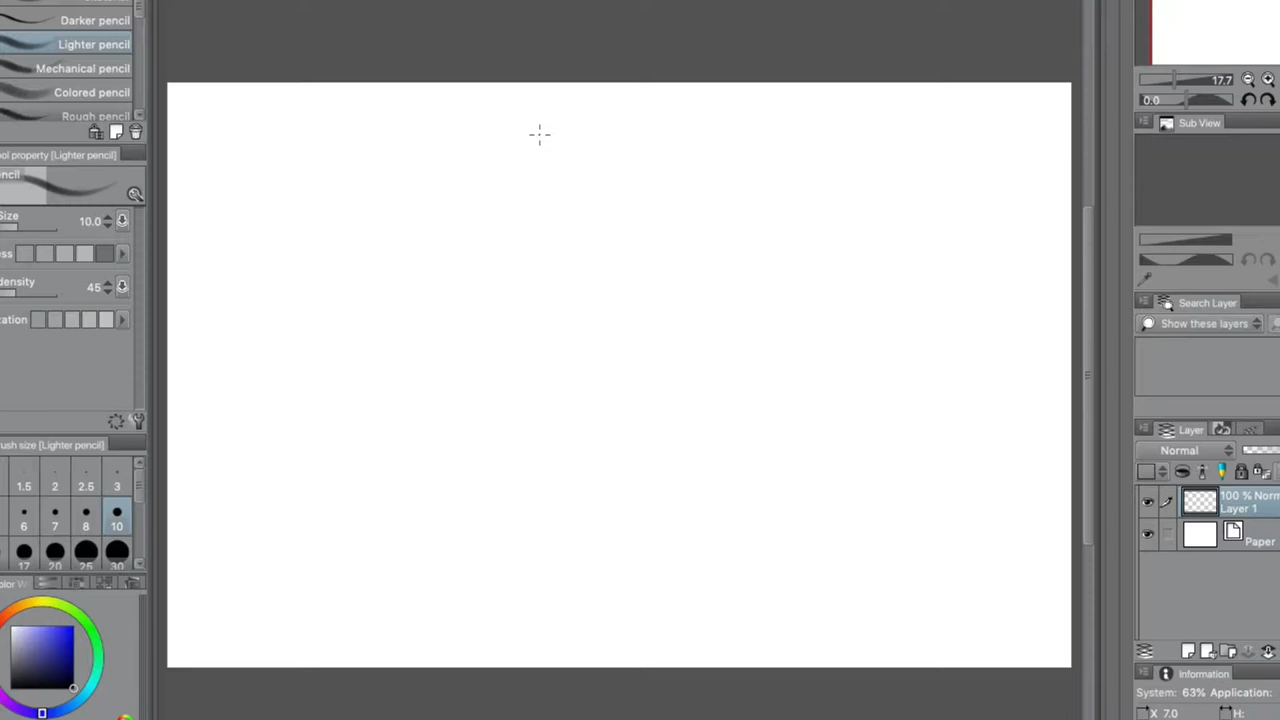 Darker pencil
Lighter pencil
Mechanical pencil
Colored pencil
Rough pencil
ool property [Lighter pencil]
encil
Size 10.0
ess
density 45
zation
rush size [Lighter pencil]
1.5 2 2.5 3
6 7 8 10
17 20 25 30
olor W
17.7
0.0
Sub View
Search Layer
Show these layers
Layer
Normal
100 % Norm
Layer 1
Paper
Information
System: 63% Application:
X 7.0 H: